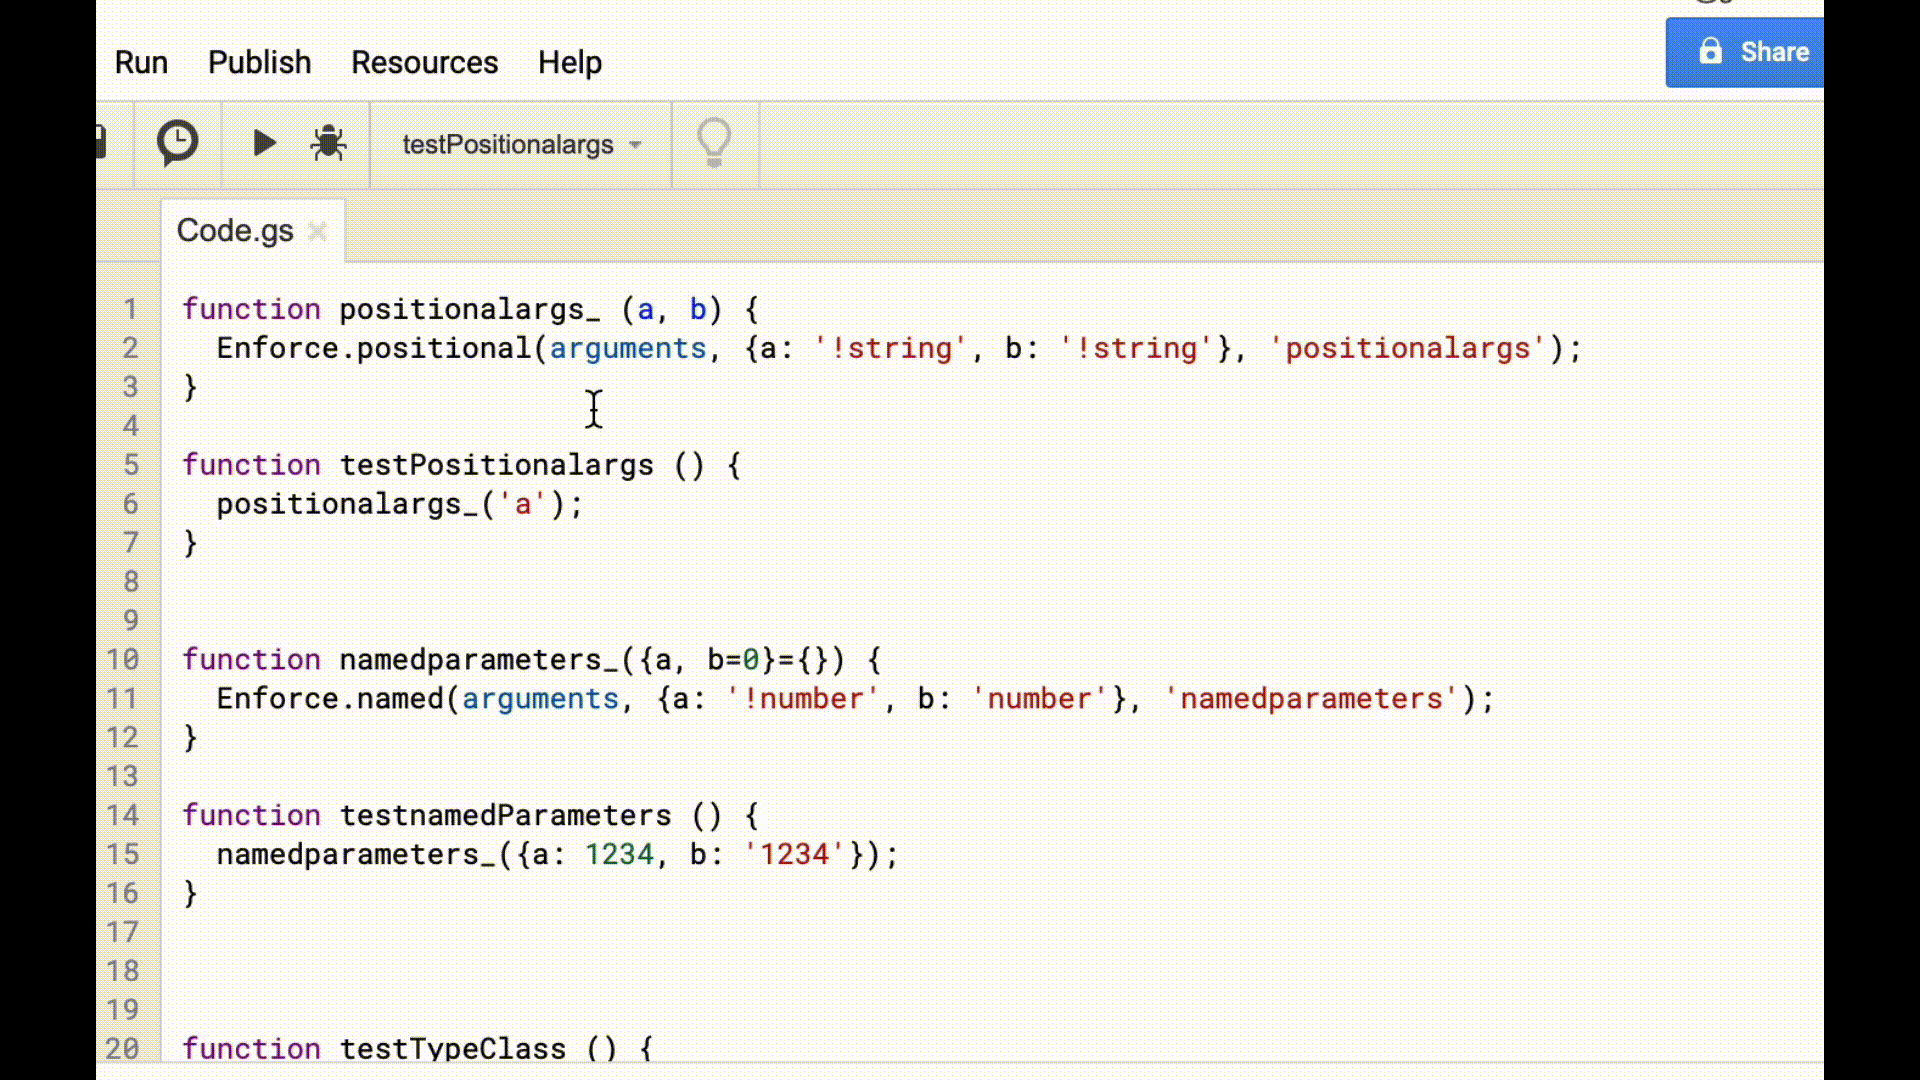 Run Publish Resources Help
Share
testPositionalargs
Code.gs
1 function positionalargs_ (a, b) {
2 Enforce.positional(arguments, {a: '!string', b: '!string'}, 'positionalargs');
3 }
4
5 function testPositionalargs () {
6 positionalargs_('a');
7 }
8
9
10 function namedparameters_({a, b=0}={}) {
11 Enforce.named(arguments, {a: '!number', b: 'number'}, 'namedparameters');
12 }
13
14 function testnamedParameters () {
15 namedparameters_({a: 1234, b: '1234'});
16 }
17
18
19
20 function testTypeClass () {